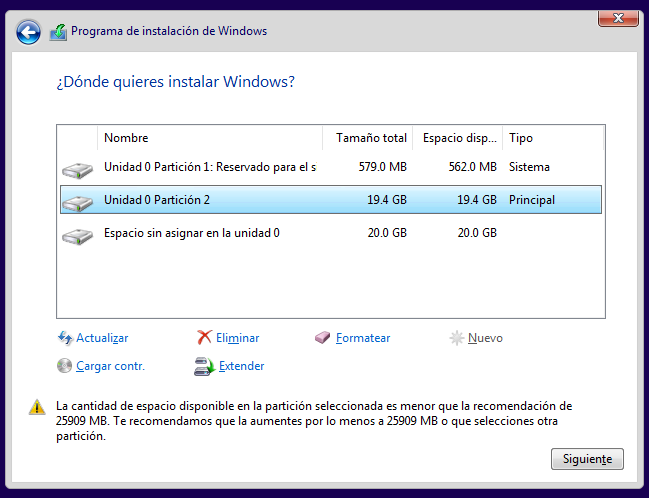 Programa de instalación de Windows
¿Dónde quieres instalar Windows?
Nombre Tamaño total Espacio disp... Tipo
Unidad 0 Partición 1: Reservado para el s 579.0 MB 562.0 MB Sistema
Unidad 0 Partición 2 19.4 GB 19.4 GB Principal
Espacio sin asignar en la unidad 0 20.0 GB 20.0 GB
Actualizar Eliminar Formatear Nuevo
Cargar contr. Extender
La cantidad de espacio disponible en la partición seleccionada es menor que la recomendación de
25909 MB. Te recomendamos que la aumentes por lo menos a 25909 MB o que selecciones otra
partición.
Siguiente